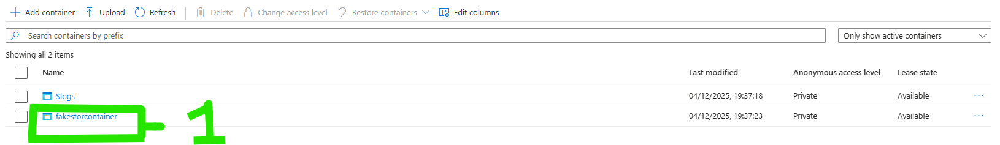 Add container Upload Refresh Delete Change access level Restore containers Edit columns
Search containers by prefix Only show active containers
Showing all 2 items
Name Last modified Anonymous access level Lease state
$logs 04/12/2025, 19:37:18 Private Available ...
fakestorcontainer 04/12/2025, 19:37:23 Private Available ...
1